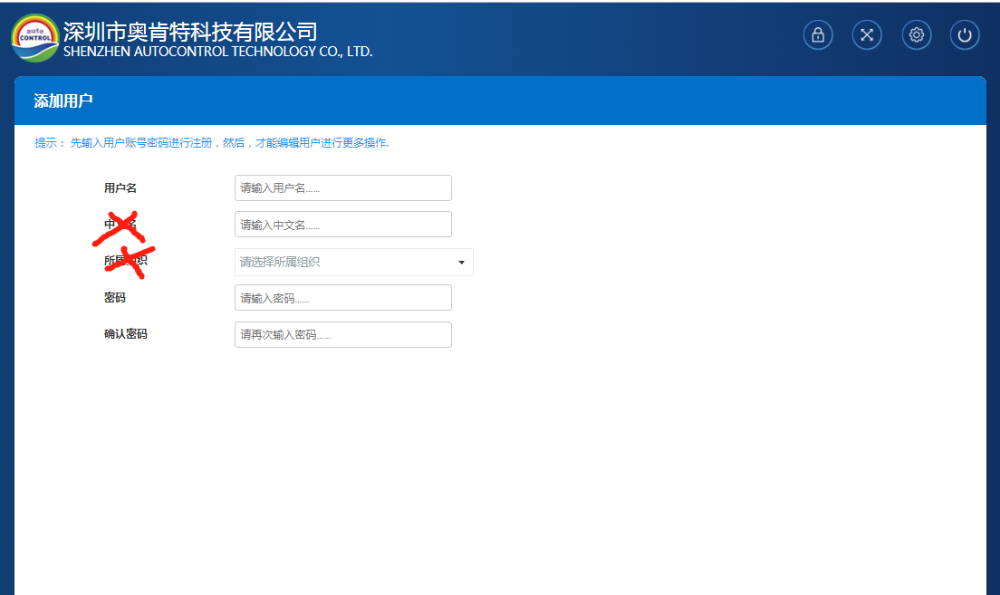 auto
CONTROL
深圳市奥肯特科技有限公司
SHENZHEN AUTOCONTROL TECHNOLOGY CO., LTD.
添加用户
提示： 先输入用户账号密码进行注册，然后，才能编辑用户进行更多操作.
用户名 请输入用户名......
中文名 请输入中文名......
所属组织 请选择所属组织
密码 请输入密码......
确认密码 请再次输入密码......